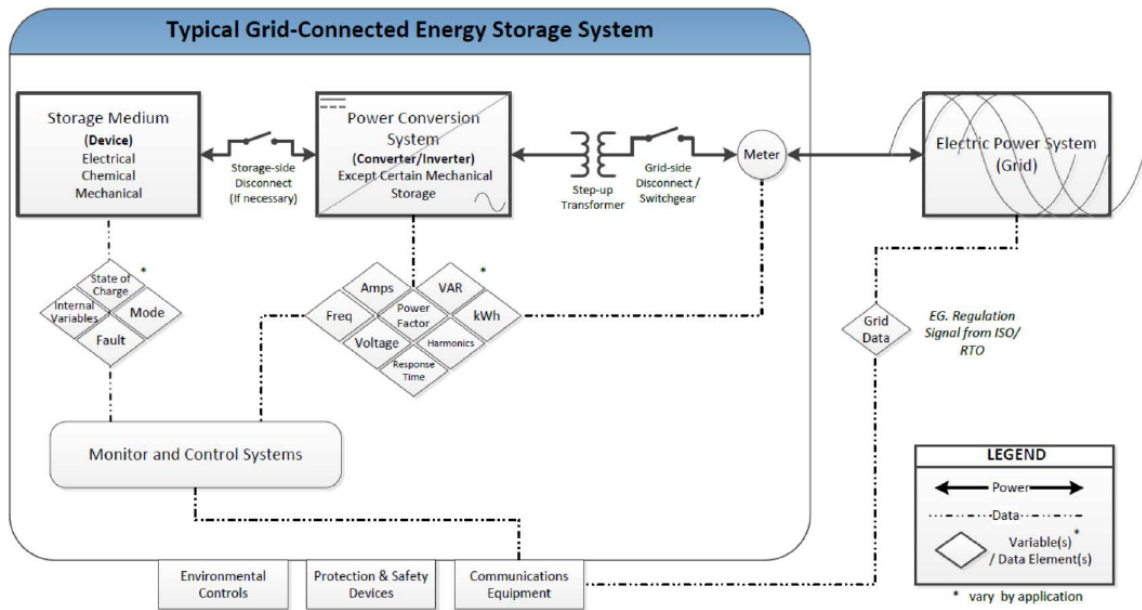 Typical Grid-Connected Energy Storage System
Storage Medium
(Device)
Electrical
Chemical
Mechanical
Storage-side
Disconnect
(If necessary)
Power Conversion
System
(Converter/Inverter)
Except Certain Mechanical
Storage
Step-up
Transformer
Grid-side
Disconnect /
Switchgear
Meter
Electric Power System
(Grid)
State of
Charge
*
Internal
Variables
Mode
Fault
Amps
VAR
*
Freq
Power
Factor
kWh
Voltage
Harmonics
Response
Time
Grid
Data
EG. Regulation
Signal from ISO/
RTO
Monitor and Control Systems
Environmental
Controls
Protection & Safety
Devices
Communications
Equipment
LEGEND
Power
Data
Variable(s) *
/ Data Element(s)
* vary by application